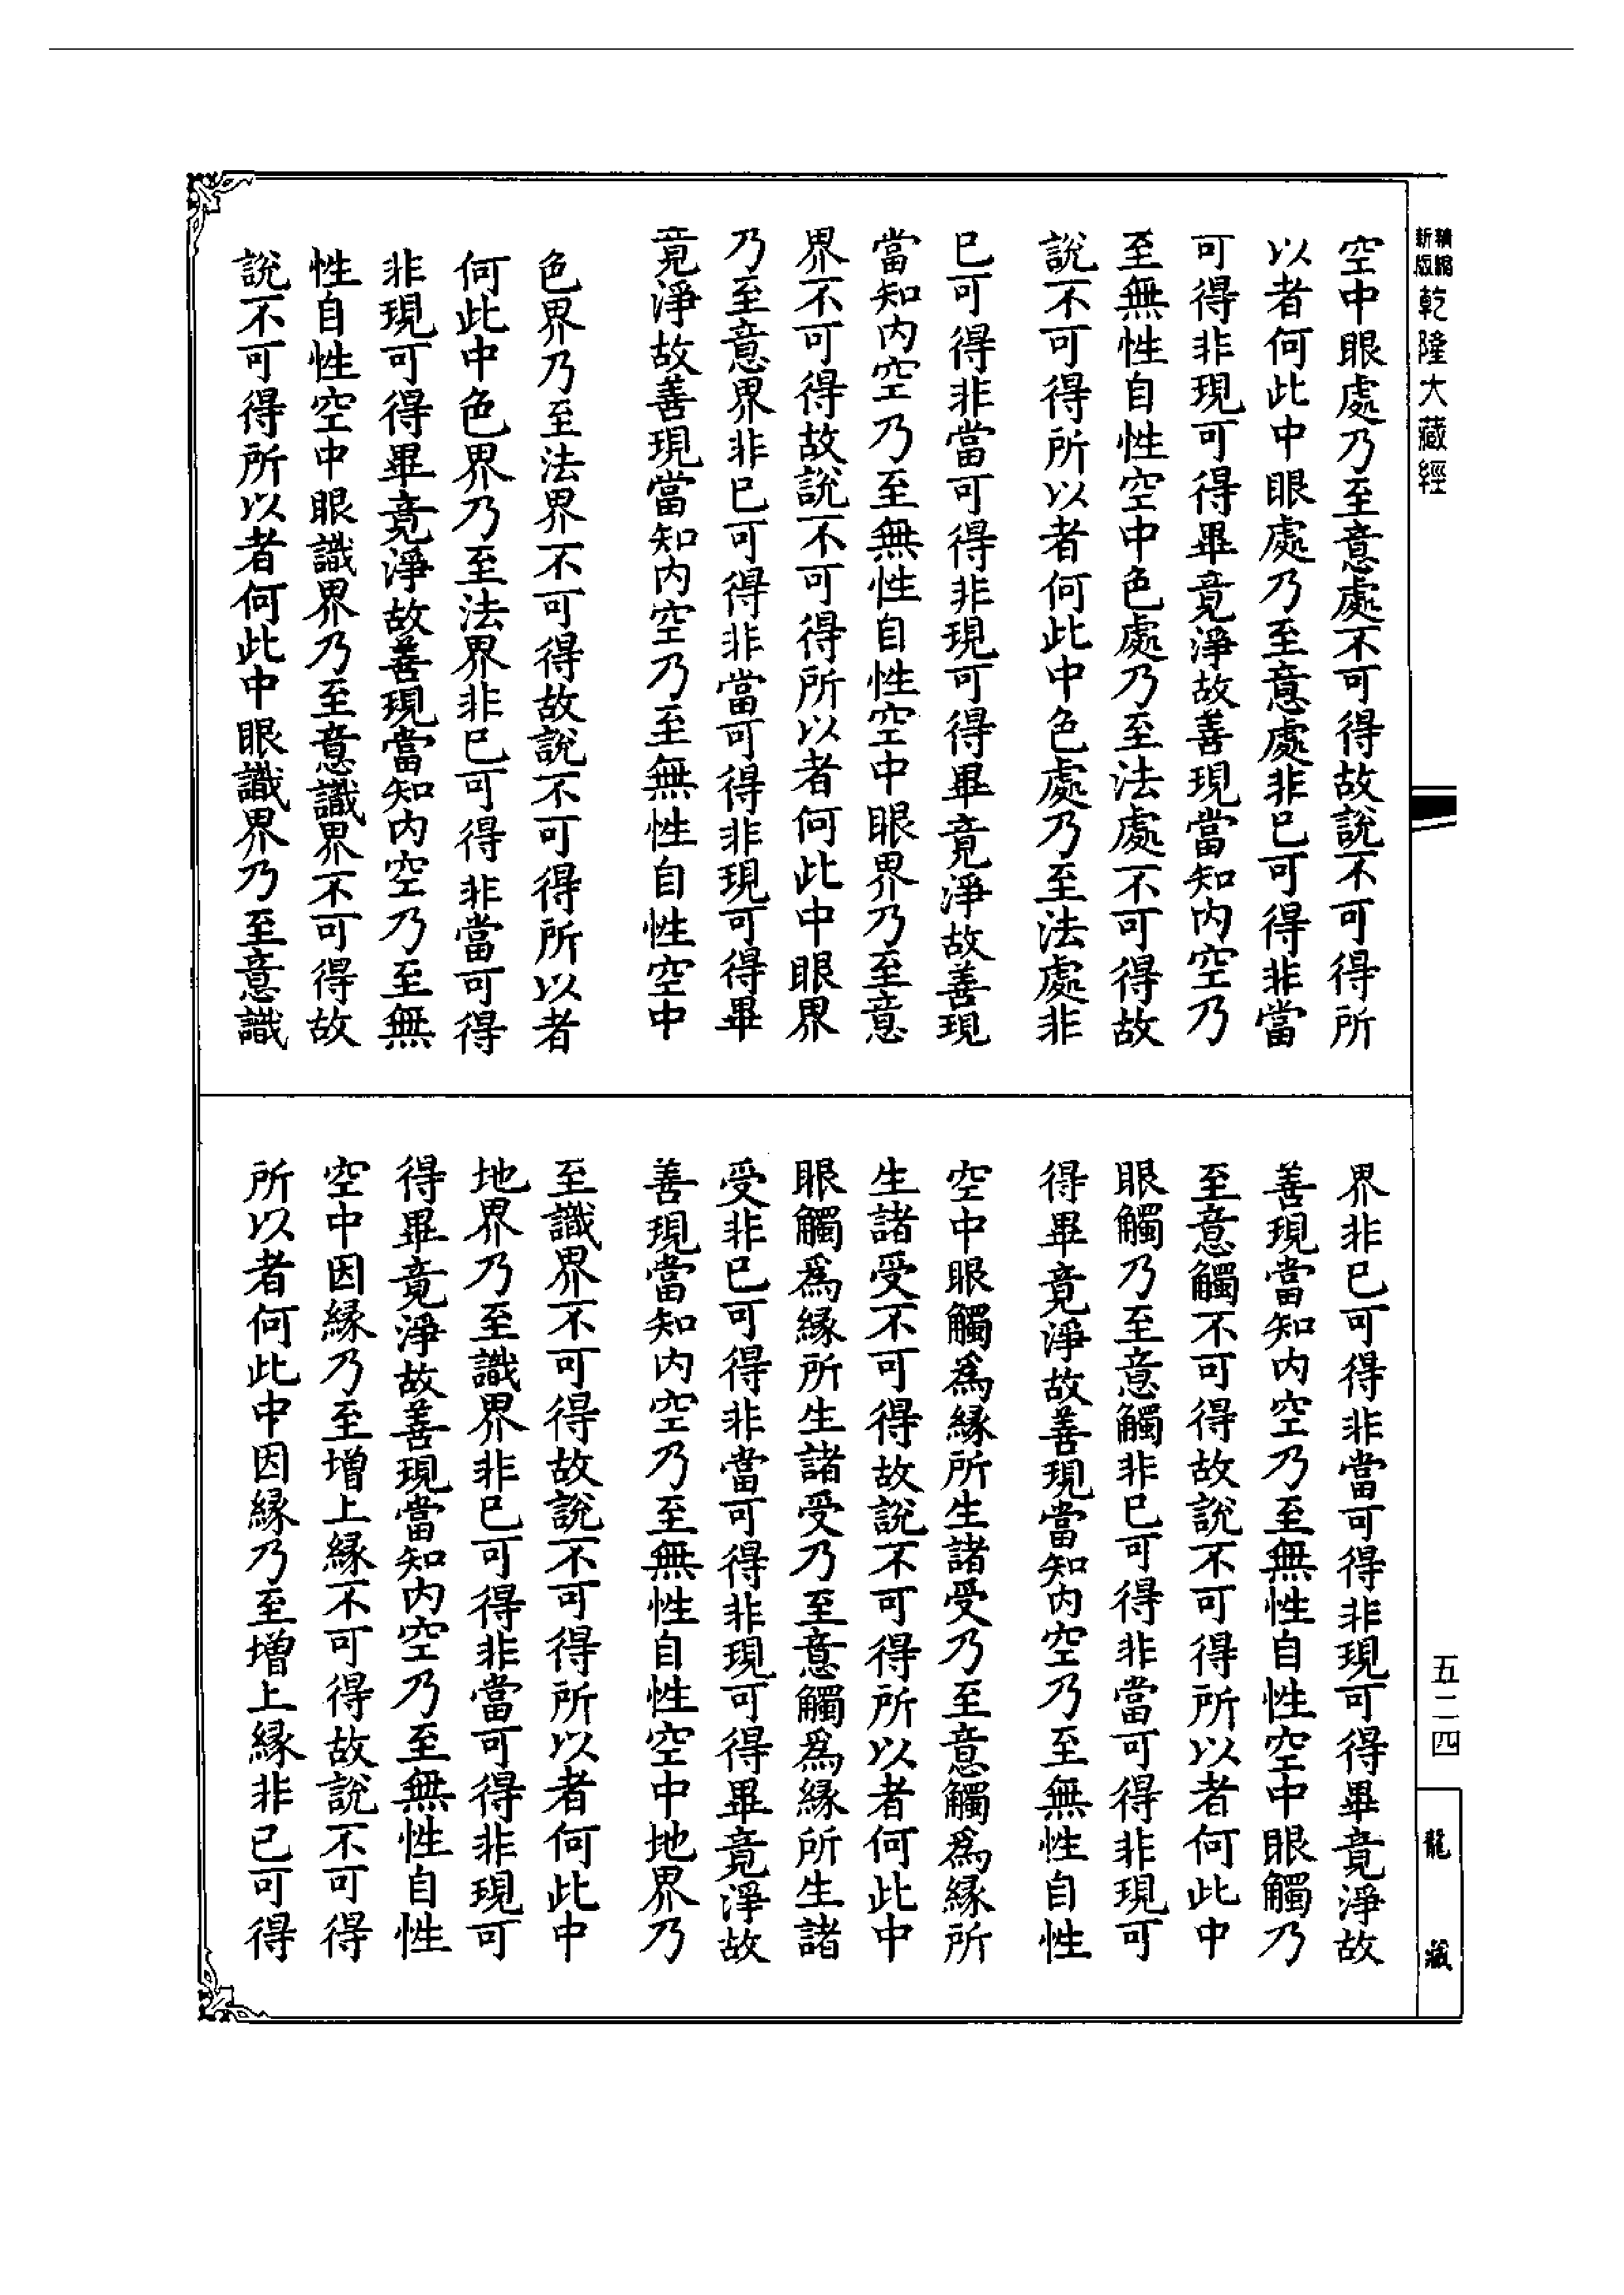 新版精縮乾隆大藏經
空中眼處乃至意處不可得故說不可得所
以者何此中眼處乃至意處非已可得非當
可得非現可得畢竟淨故善現當知內空乃
至無性自性空中色處乃至法處不可得故
說不可得所以者何此中色處乃至法處非
已可得非當可得非現可得畢竟淨故善現
當知內空乃至無性自性空中眼界乃至意
界不可得故說不可得所以者何此中眼界
乃至意界非已可得非當可得非現可得畢
竟淨故善現當知內空乃至無性自性空中
色界乃至法界不可得故說不可得所以者
何此中色界乃至法界非已可得非當可得
非現可得畢竟淨故善現當知內空乃至無
性自性空中眼識界乃至意識界不可得故
說不可得所以者何此中眼識界乃至意識
界非已可得非當可得非現可得畢竟淨故
善現當知內空乃至無性自性空中眼觸乃
至意觸不可得故說不可得所以者何此中
眼觸乃至意觸非已可得非當可得非現可
得畢竟淨故善現當知內空乃至無性自性
空中眼觸爲緣所生諸受乃至意觸爲緣所
生諸受不可得故說不可得所以者何此中
眼觸爲緣所生諸受乃至意觸爲緣所生諸
受非已可得非當可得非現可得畢竟淨故
善現當知內空乃至無性自性空中地界乃
至識界不可得故說不可得所以者何此中
地界乃至識界非已可得非當可得非現可
得畢竟淨故善現當知內空乃至無性自性
空中因緣乃至增上緣不可得故說不可得
所以者何此中因緣乃至增上緣非已可得
五二四
龍藏